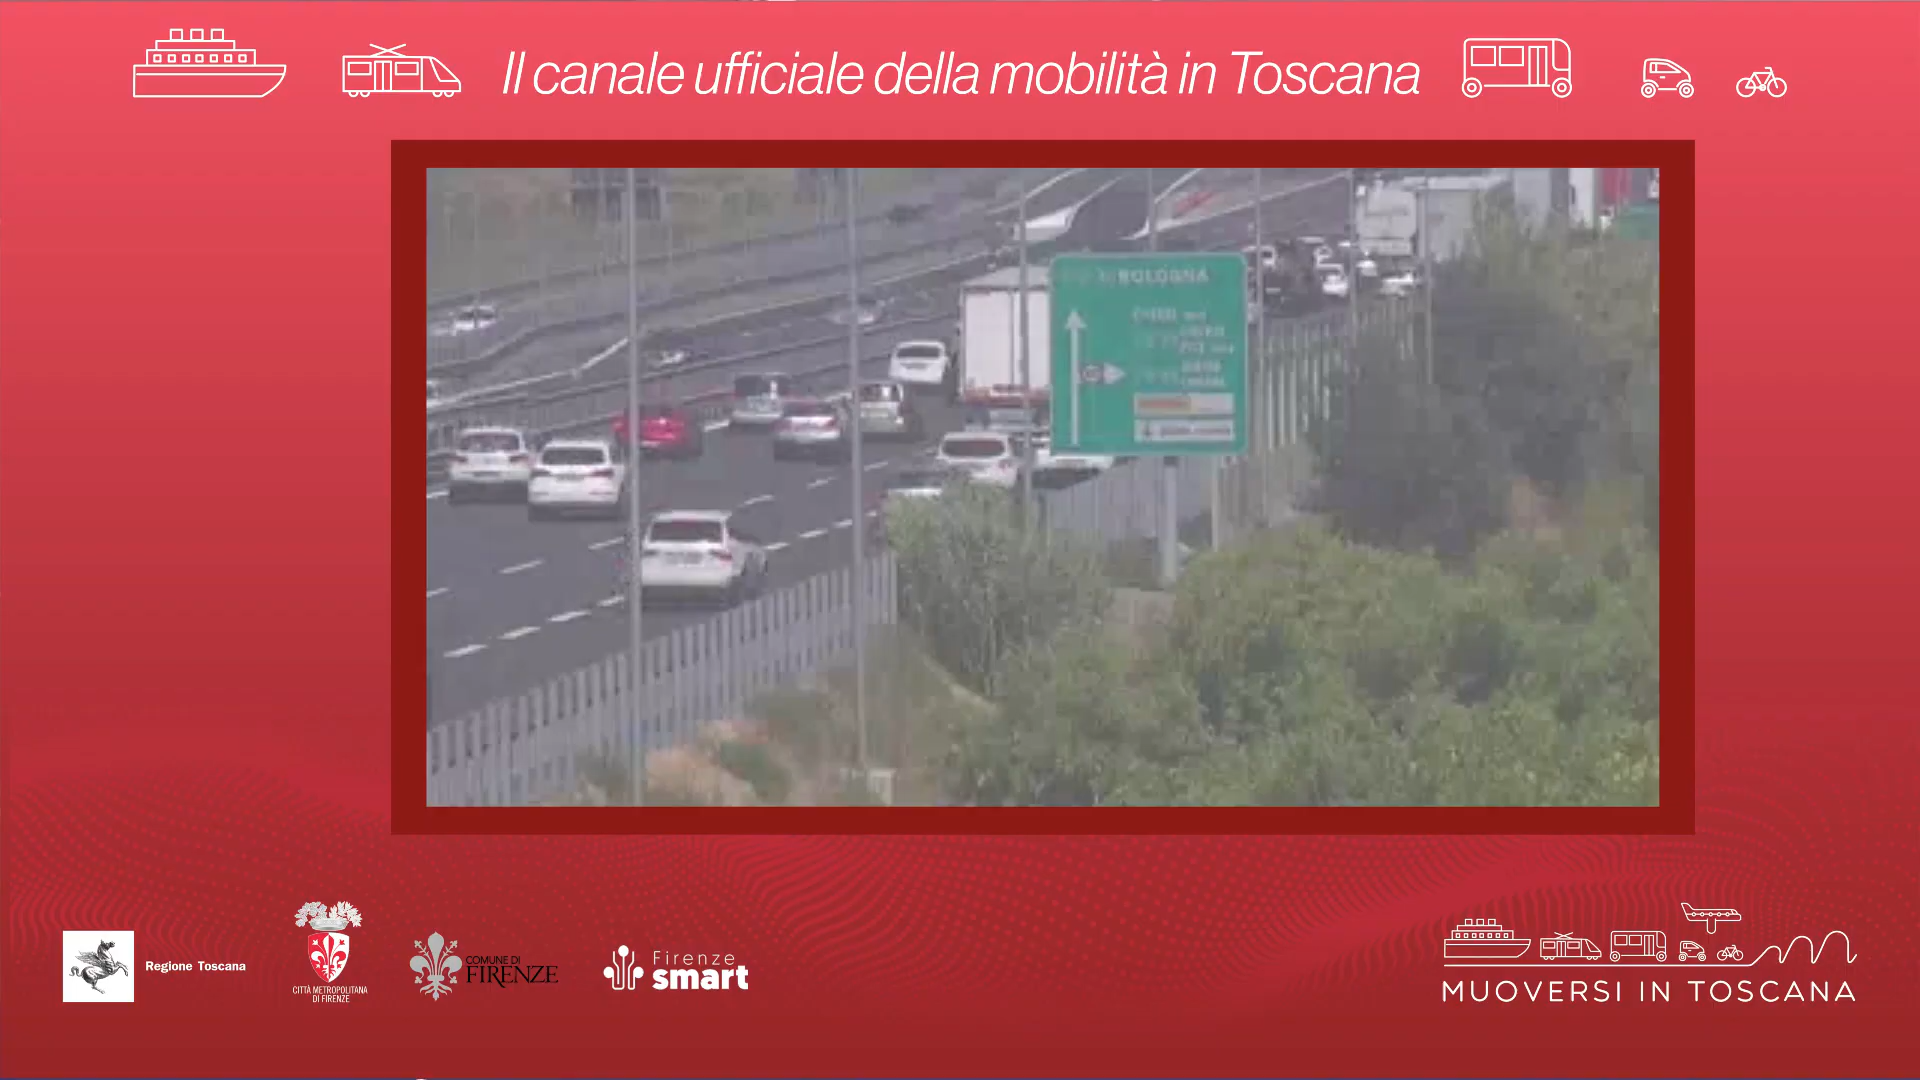 Il canale ufficiale della mobilità in Toscana
BOLOGNA
Regione Toscana
CITTÀ METROPOLITANA
DI FIRENZE
COMUNE DI
FIRENZE
Firenze
smart
MUOVERSI IN TOSCANA